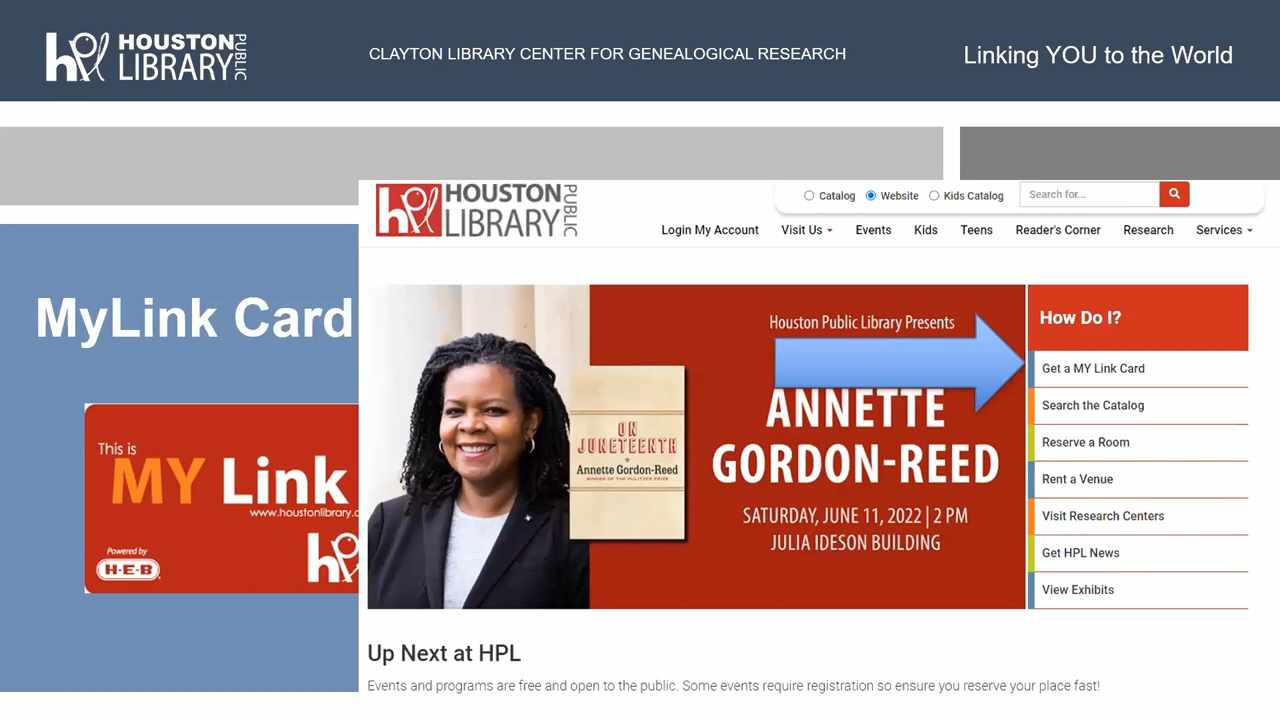 hpl HOUSTON PUBLIC LIBRARY
CLAYTON LIBRARY CENTER FOR GENEALOGICAL RESEARCH
Linking YOU to the World
MyLink Card
This is
MY Link
www.houstonlibrary.o
Powered by
H-E-B
hpl HOUSTON PUBLIC LIBRARY
Catalog
Website
Kids Catalog
Search for...
Login My Account
Visit Us
Events
Kids
Teens
Reader's Corner
Research
Services
Houston Public Library Presents
ANNETTE
GORDON-REED
SATURDAY, JUNE 11, 2022 | 2 PM
JULIA IDESON BUILDING
ON
JUNETEENTH
Annette Gordon-Reed
WINNER OF THE PULITZER PRIZE
How Do I?
Get a MY Link Card
Search the Catalog
Reserve a Room
Rent a Venue
Visit Research Centers
Get HPL News
View Exhibits
Up Next at HPL
Events and programs are free and open to the public. Some events require registration so ensure you reserve your place fast!